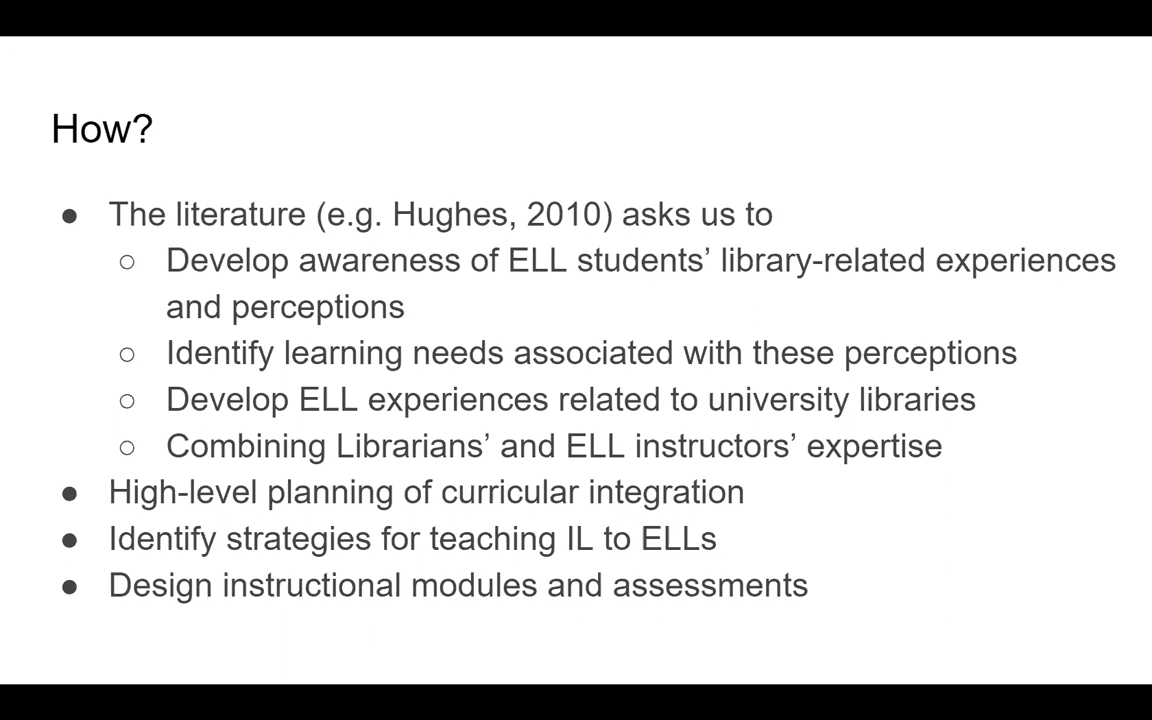 How?
● The literature (e.g. Hughes, 2010) asks us to
○ Develop awareness of ELL students’ library-related experiences
and perceptions
○ Identify learning needs associated with these perceptions
○ Develop ELL experiences related to university libraries
○ Combining Librarians’ and ELL instructors’ expertise
● High-level planning of curricular integration
● Identify strategies for teaching IL to ELLs
● Design instructional modules and assessments